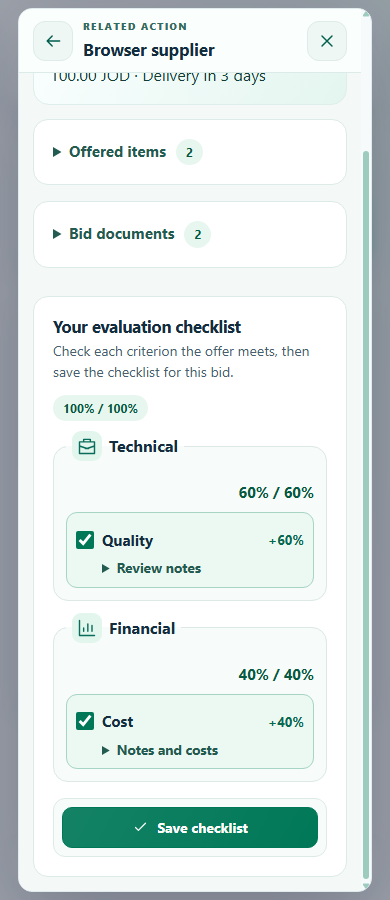 RELATED ACTION
Browser supplier
100.00 JOD · Delivery in 3 days
Offered items 2
Bid documents 2
Your evaluation checklist
Check each criterion the offer meets, then
save the checklist for this bid.
100% / 100%
Technical
60% / 60%
Quality +60%
Review notes
Financial
40% / 40%
Cost +40%
Notes and costs
Save checklist